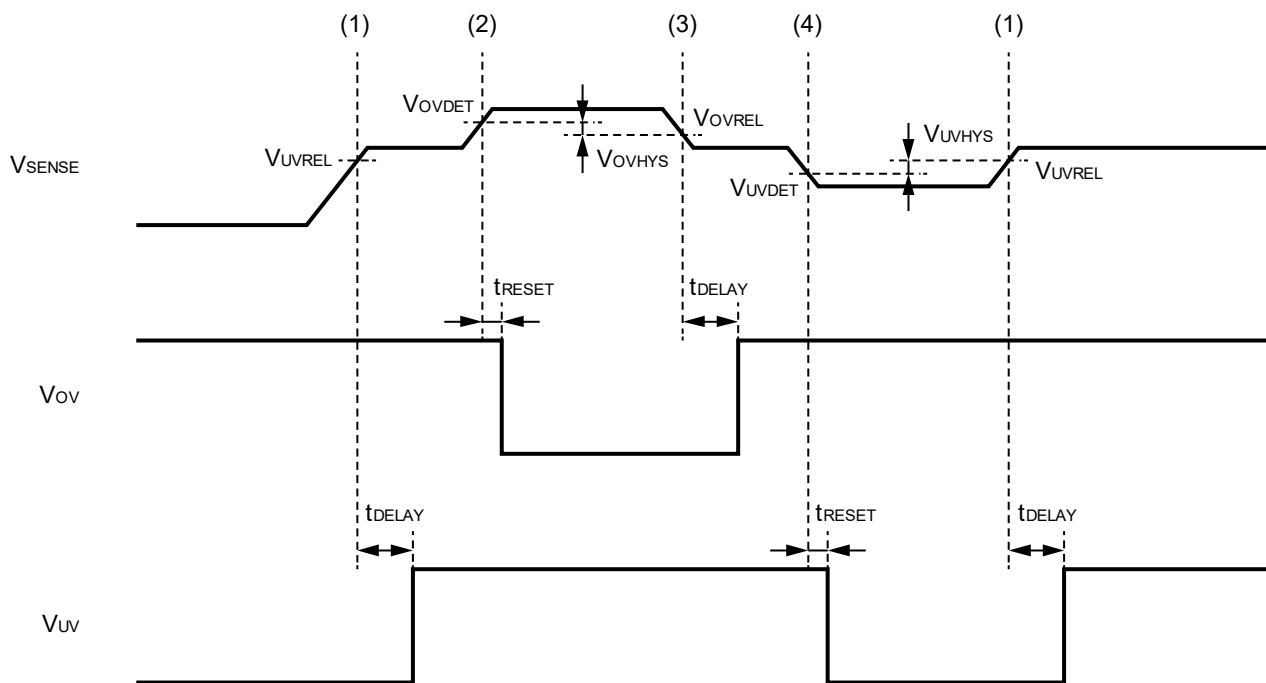 (1) (2) (3) (4) (1)
VOVDET VOVREL VUVHYS
VUVREL VOVHYS VUVDET VUVREL
VSENSE
tRESET tDELAY
VOV
tDELAY tRESET tDELAY
VUV